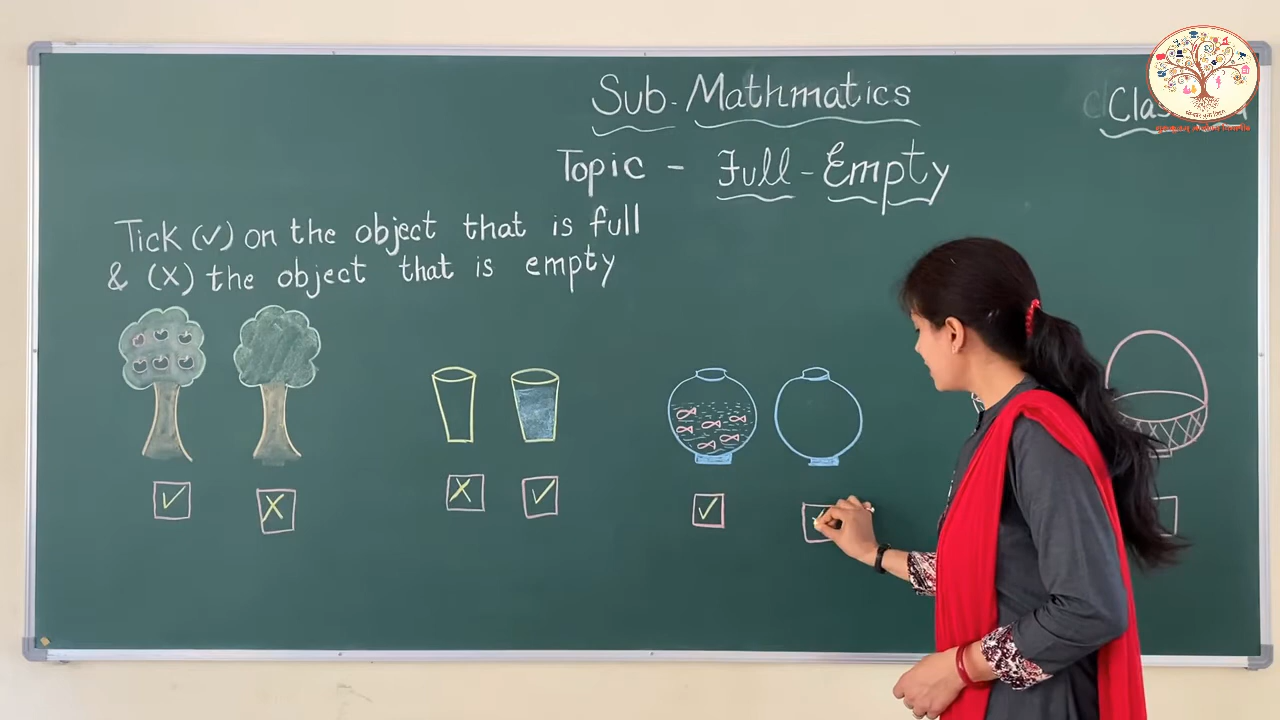 Sub-Mathmatics
Topic - Full-Empty
Tick (✓) on the object that is full
& (X) the object that is empty
✓ X X ✓ ✓